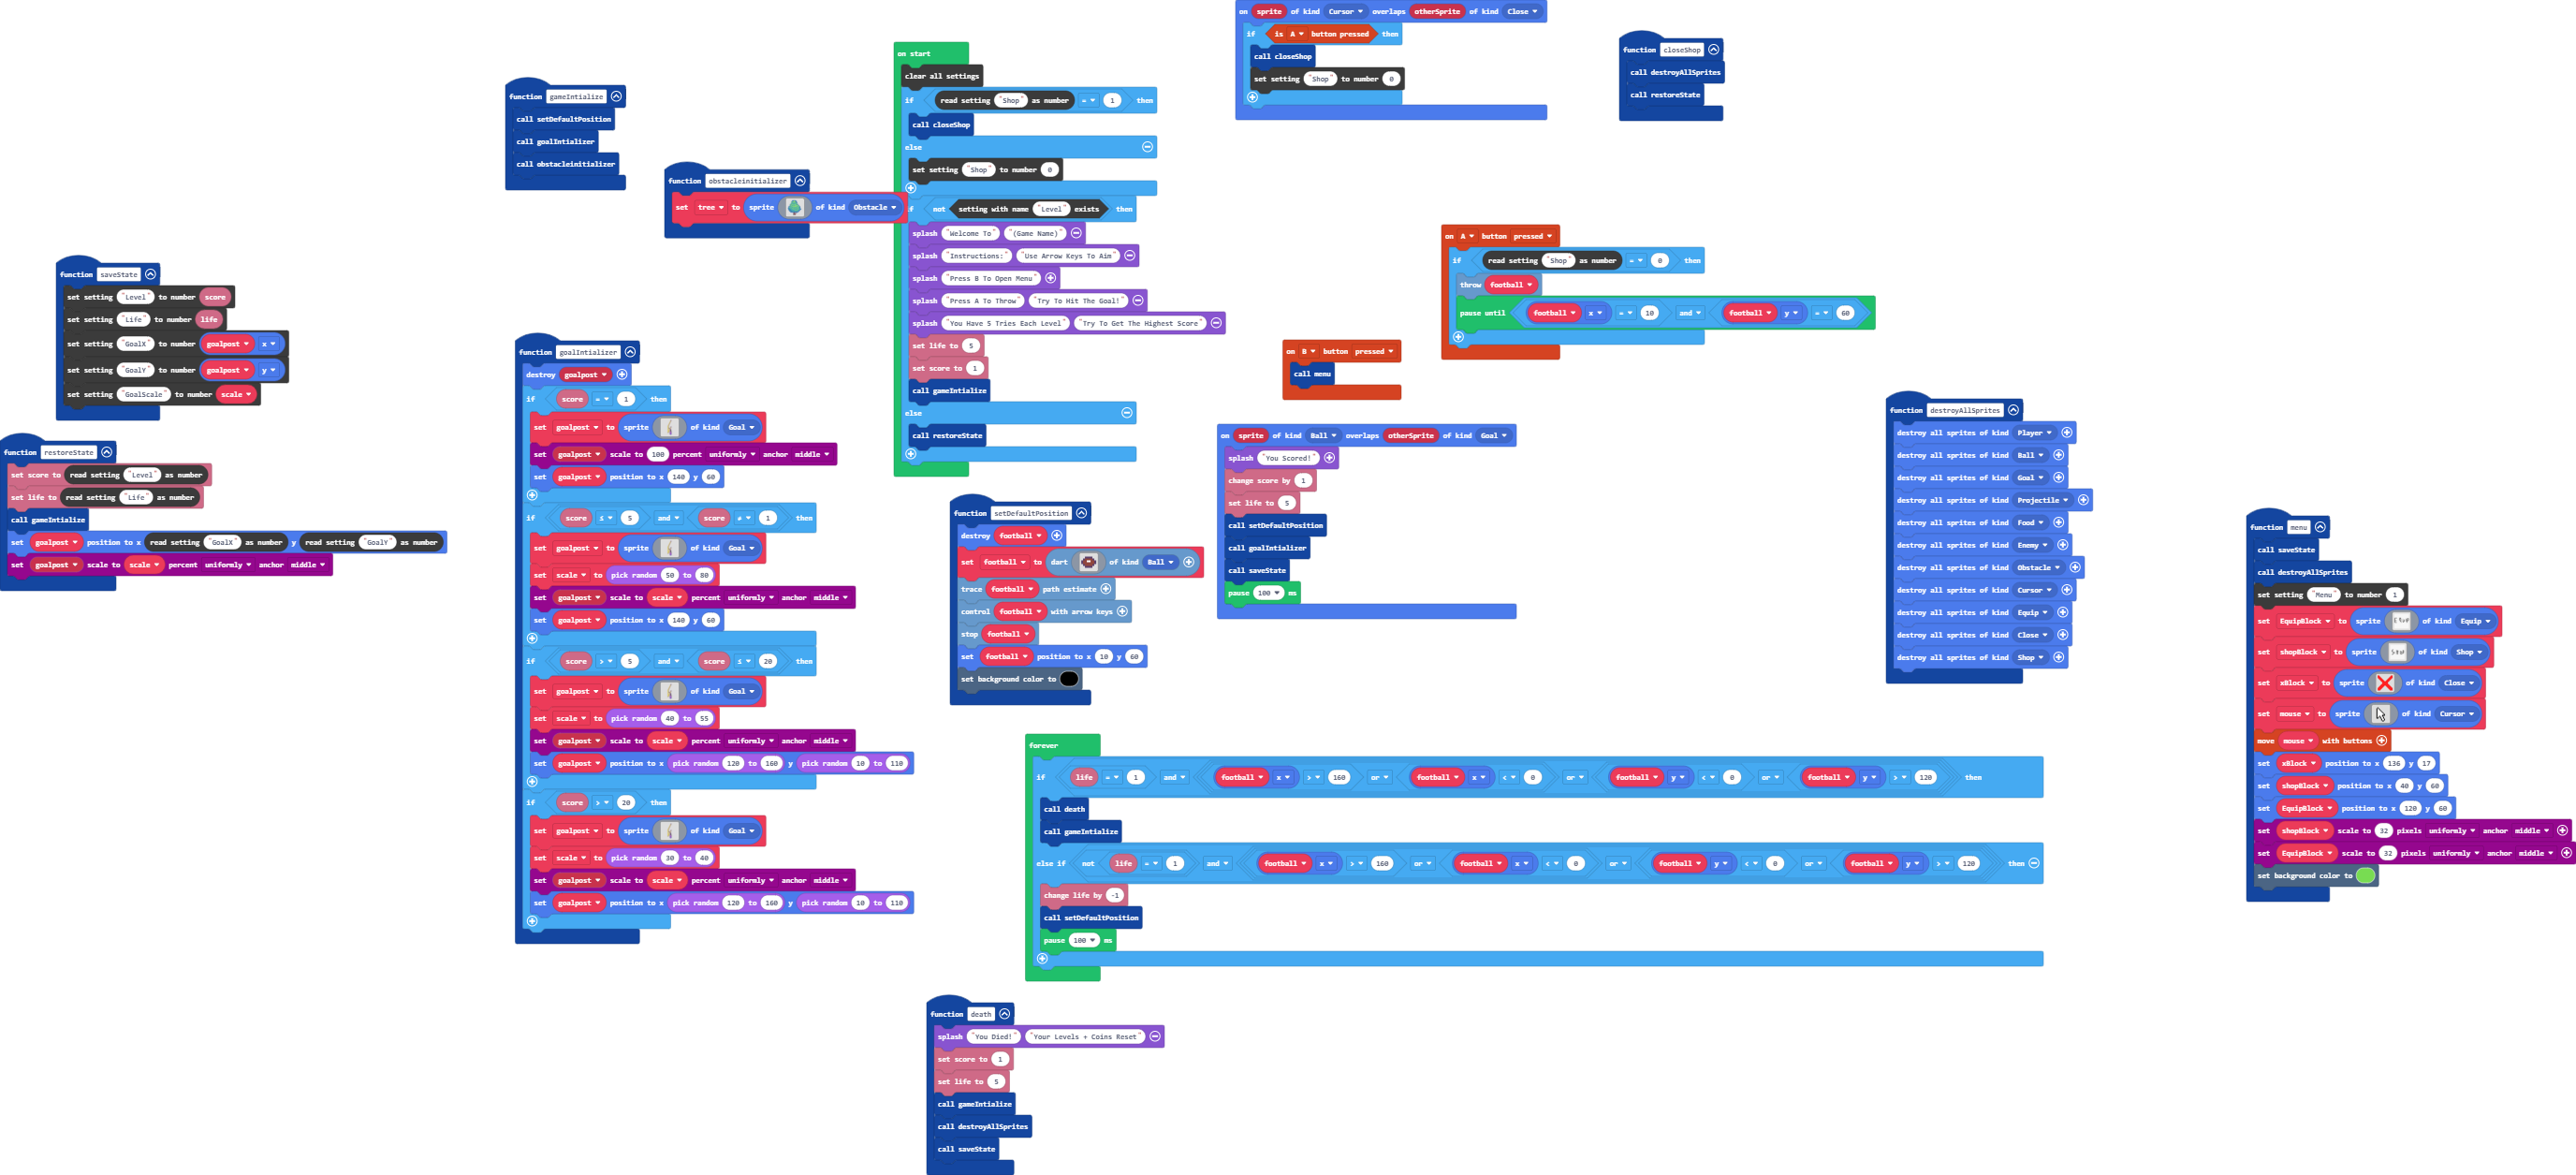 on sprite of kind Cursor overlaps otherSprite of kind Close
if is A button pressed then
call closeShop
set setting "Shop" to number 0
function closeShop
call destroyAllSprites
call restoreState
function gameIntialize
call setDefaultPosition
call goalIntializer
call obstacleinitializer
function obstacleinitializer
set tree to sprite of kind Obstacle
on start
clear all settings
if read setting "Shop" as number = 1 then
call closeShop
else
set setting "Shop" to number 0
if not setting with name "Level" exists then
splash "Welcome To" "(Game Name)"
splash "Instructions:" "Use Arrow Keys To Aim"
splash "Press B To Open Menu"
splash "Press A To Throw" "Try To Hit The Goal!"
splash "You Have 5 Tries Each Level" "Try To Get The Highest Score"
set life to 5
set score to 1
call gameIntialize
else
call restoreState
on A button pressed
if read setting "Shop" as number = 0 then
throw football
pause until football x = 10 and football y = 60
on B button pressed
call menu
function saveState
set setting "Level" to number score
set setting "Life" to number life
set setting "GoalX" to number goalpost x
set setting "GoalY" to number goalpost y
set setting "GoalScale" to number scale
function restoreState
set score to read setting "Level" as number
set life to read setting "Life" as number
call gameIntialize
set goalpost position to x read setting "GoalX" as number y read setting "GoalY" as number
set goalpost scale to scale percent uniformly anchor middle
function goalIntializer
destroy goalpost
if score = 1 then
set goalpost to sprite of kind Goal
set goalpost scale to 100 percent uniformly anchor middle
set goalpost position to x 140 y 60
if score ≤ 5 and score ≠ 1 then
set goalpost to sprite of kind Goal
set scale to pick random 50 to 80
set goalpost scale to scale percent uniformly anchor middle
set goalpost position to x 140 y 60
if score > 5 and score ≤ 20 then
set goalpost to sprite of kind Goal
set scale to pick random 40 to 55
set goalpost scale to scale percent uniformly anchor middle
set goalpost position to x pick random 120 to 160 y pick random 10 to 110
if score > 20 then
set goalpost to sprite of kind Goal
set scale to pick random 30 to 40
set goalpost scale to scale percent uniformly anchor middle
set goalpost position to x pick random 120 to 160 y pick random 10 to 110
function setDefaultPosition
destroy football
set football to dart of kind Ball
trace football path estimate
control football with arrow keys
stop football
set football position to x 10 y 60
set background color to
on sprite of kind Ball overlaps otherSprite of kind Goal
splash "You Scored!"
change score by 1
set life to 5
call setDefaultPosition
call goalIntializer
call saveState
pause 100 ms
function destroyAllSprites
destroy all sprites of kind Player
destroy all sprites of kind Ball
destroy all sprites of kind Goal
destroy all sprites of kind Projectile
destroy all sprites of kind Food
destroy all sprites of kind Enemy
destroy all sprites of kind Obstacle
destroy all sprites of kind Cursor
destroy all sprites of kind Equip
destroy all sprites of kind Close
destroy all sprites of kind Shop
function menu
call saveState
call destroyAllSprites
set setting "Menu" to number 1
set EquipBlock to sprite of kind Equip
set shopBlock to sprite of kind Shop
set xBlock to sprite of kind Close
set mouse to sprite of kind Cursor
move mouse with buttons
set xBlock position to x 136 y 17
set shopBlock position to x 40 y 60
set EquipBlock position to x 120 y 60
set shopBlock scale to 32 pixels uniformly anchor middle
set EquipBlock scale to 32 pixels uniformly anchor middle
set background color to
forever
if life = 1 and football x > 160 or football x < 0 or football y < 0 or football y > 120 then
call death
call gameIntialize
else if not life = 1 and football x > 160 or football x < 0 or football y < 0 or football y > 120 then
change life by -1
call setDefaultPosition
pause 100 ms
function death
splash "You Died!" "Your Levels + Coins Reset"
set score to 1
set life to 5
call gameIntialize
call destroyAllSprites
call saveState